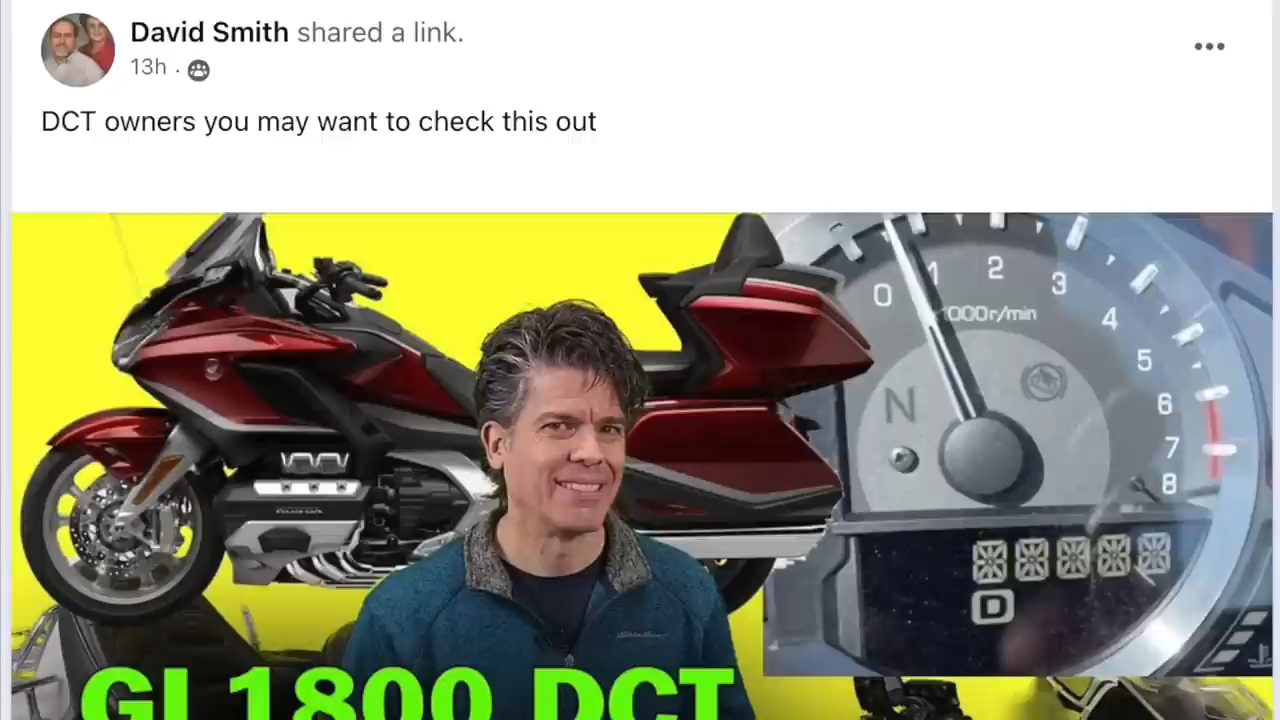 David Smith shared a link.
13h ·
DCT owners you may want to check this out
0 1 2 3 4 5 6 7 8
1000r/min
N
D
GL1800 DCT